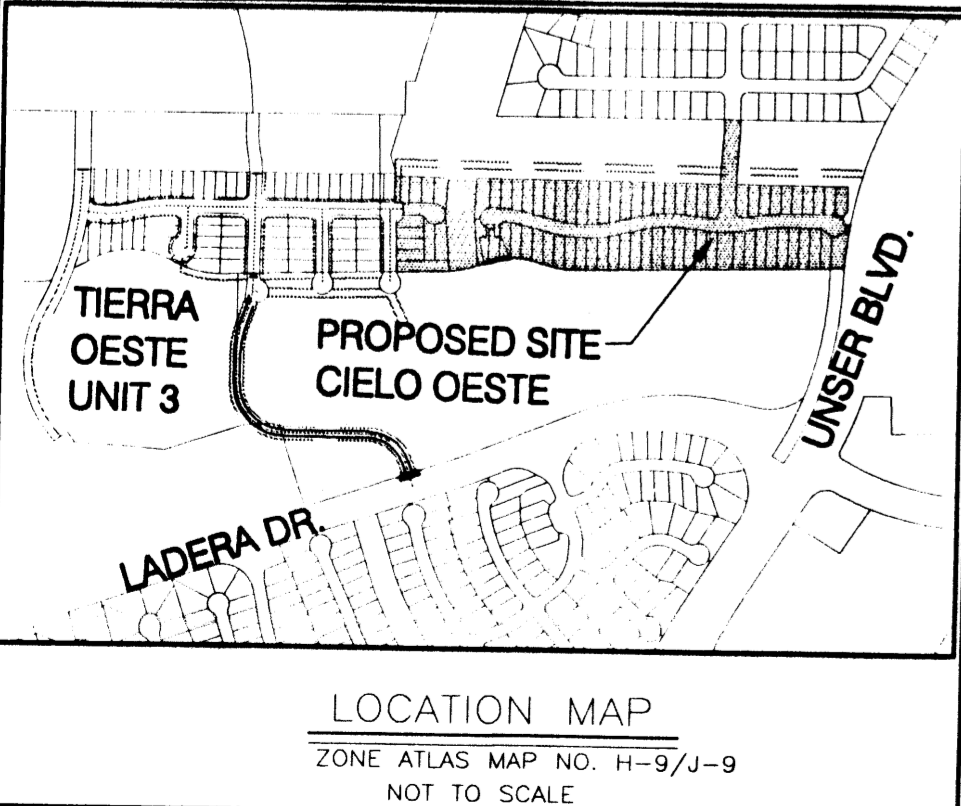 TIERRA
OESTE
UNIT 3
PROPOSED SITE
CIELO OESTE
UNSER BLVD.
LADERA DR.
LOCATION MAP
ZONE ATLAS MAP NO. H-9/J-9
NOT TO SCALE